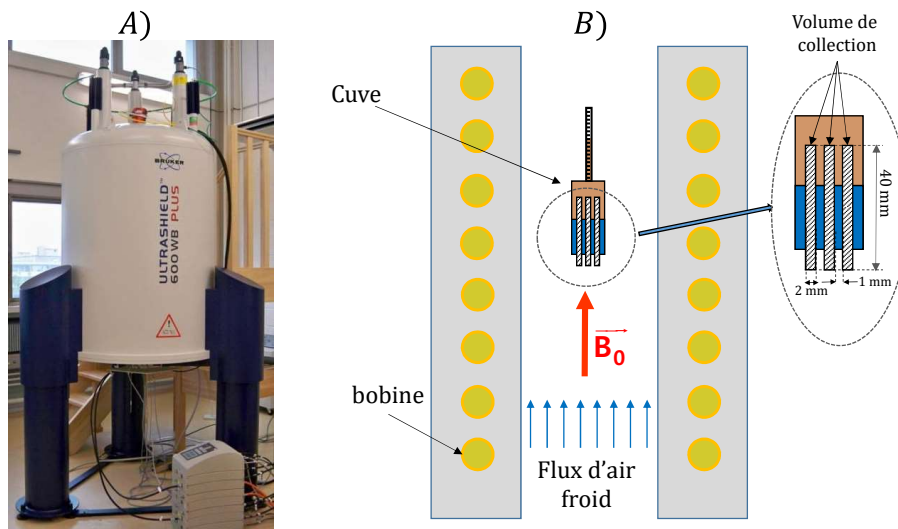 A)
BRUKER
ULTRASHIELD™
600 WB PLUS
B)
Cuve
bobine
B₀
Flux d'air
froid
Volume de
collection
40 mm
2 mm
1 mm